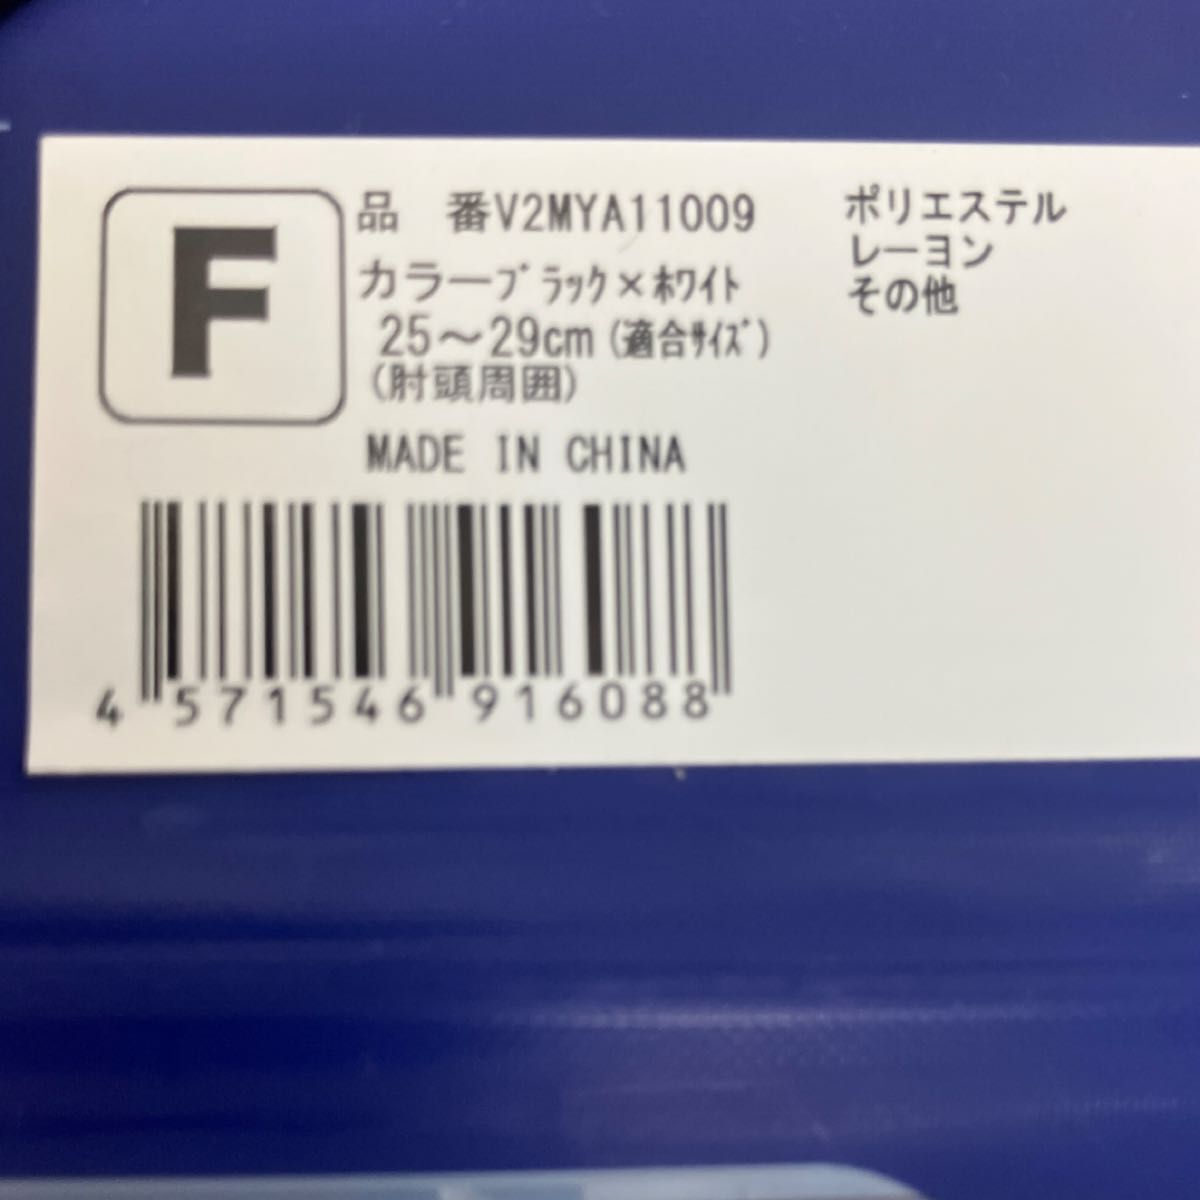 F
品　番V2MYA11009
カラーﾌﾞﾗｯｸ×ﾎﾜｲﾄ
25～29cm(適合ｻｲｽﾞ)
(肘頭周囲)
MADE IN CHINA
4 571546 916088
ポリエステル
レーヨン
その他